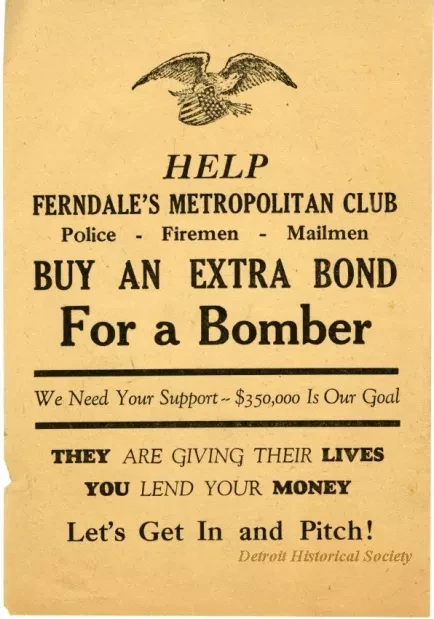 HELP
FERNDALE'S METROPOLITAN CLUB
Police - Firemen - Mailmen
BUY AN EXTRA BOND
For a Bomber
We Need Your Support -- $350,000 Is Our Goal
THEY ARE GIVING THEIR LIVES
YOU LEND YOUR MONEY
Let's Get In and Pitch!
Detroit Historical Society